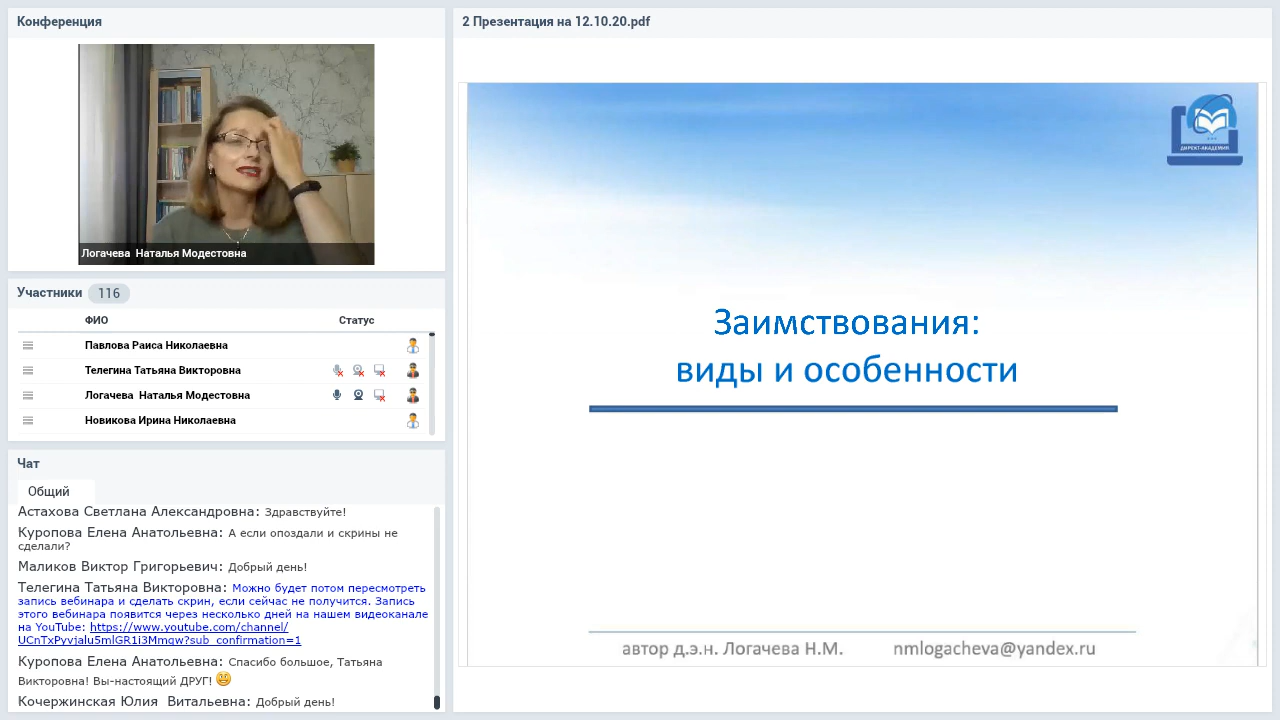 Конференция
Логачева  Наталья Модестовна
Участники 116
ФИО Статус
Павлова Раиса Николаевна
Телегина Татьяна Викторовна
Логачева  Наталья Модестовна
Новикова Ирина Николаевна
Чат
Общий
Астахова Светлана Александровна: Здравствуйте!
Куропова Елена Анатольевна: А если опоздали и скрины не
сделали?
Маликов Виктор Григорьевич: Добрый день!
Телегина Татьяна Викторовна: Можно будет потом пересмотреть
запись вебинара и сделать скрин, если сейчас не получится. Запись
этого вебинара появится через несколько дней на нашем видеоканале
на YouTube: https://www.youtube.com/channel/
UCnTxPyvjalu5mlGR1i3Mmqw?sub_confirmation=1
Куропова Елена Анатольевна: Спасибо большое, Татьяна
Викторовна! Вы-настоящий ДРУГ!
Кочержинская Юлия  Витальевна: Добрый день!
2 Презентация на 12.10.20.pdf
ДИРЕКТ-АКАДЕМИЯ
Заимствования:
виды и особенности
автор д.э.н. Логачева Н.М. nmlogacheva@yandex.ru